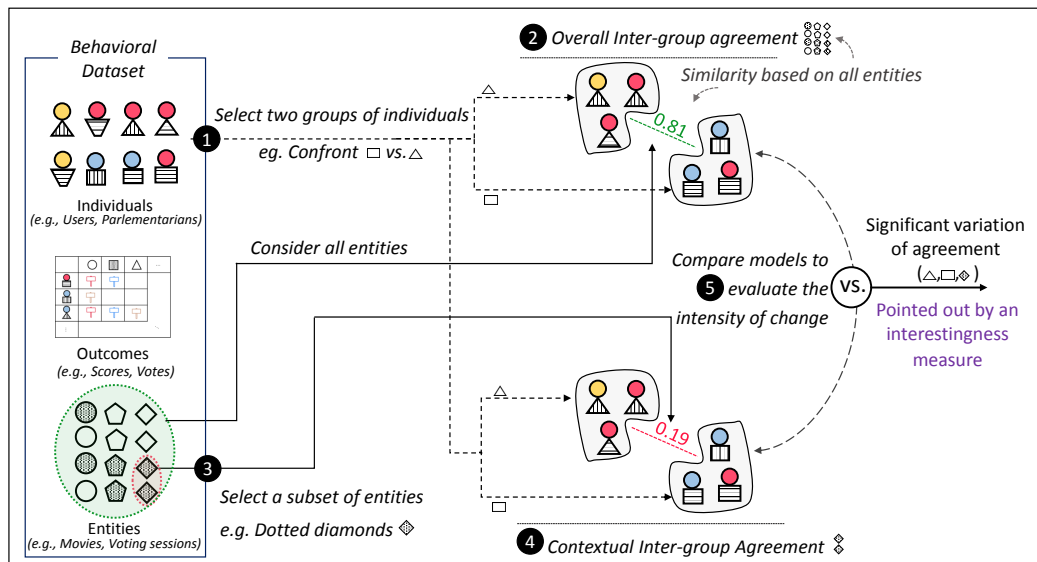 Behavioral
Dataset
Individuals
(e.g., Users, Parlementarians)
Outcomes
(e.g., Scores, Votes)
Entities
(e.g., Movies, Voting sessions)
1
Select two groups of individuals
eg. Confront □ vs. △
Consider all entities
3
Select a subset of entities
e.g. Dotted diamonds
2 Overall Inter-group agreement
Similarity based on all entities
0.81
Compare models to
5 evaluate the
intensity of change
vs.
Significant variation
of agreement
(△,□,◈)
Pointed out by an
interestingness
measure
0.19
4 Contextual Inter-group Agreement